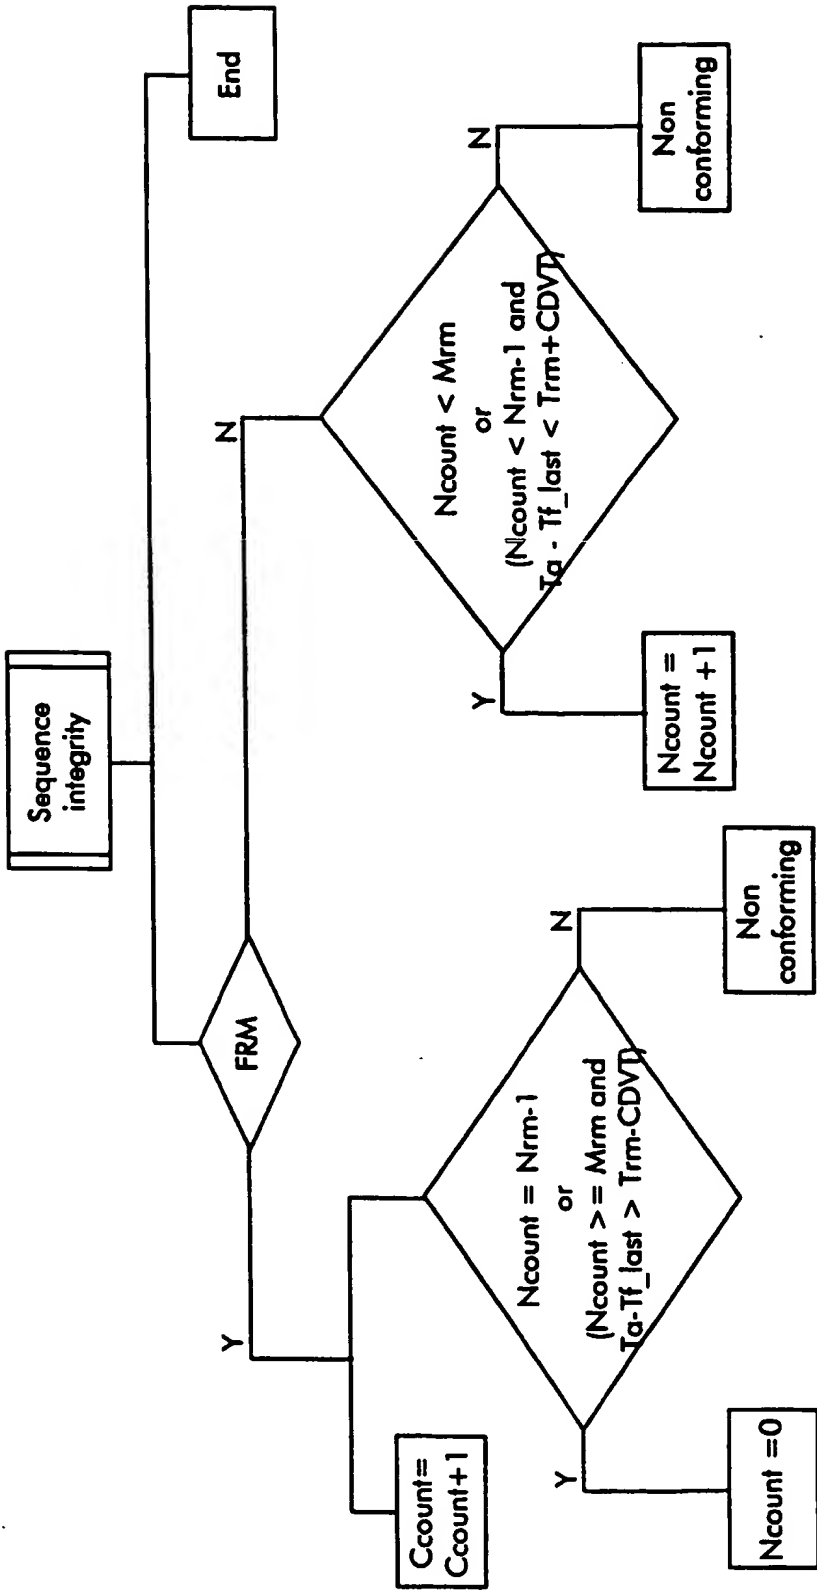 Sequence
integrity
End
FRM
Y
N
Ccount=
Ccount+1
Ncount = Nrm-1
or
(Ncount > = Mrm and
Ta-Tf_last > Trm-CDVT)
Y
N
Ncount =0
Non
conforming
Ncount < Mrm
or
(Ncount < Nrm-1 and
Ta - Tf_last < Trm+CDVT)
Y
N
Ncount =
Ncount +1
Non
conforming